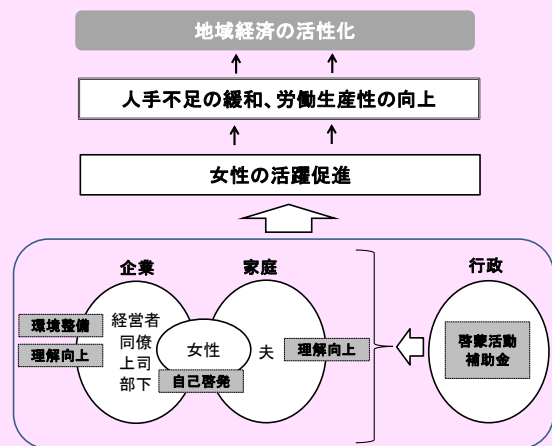 地域経済の活性化
人手不足の緩和、労働生産性の向上
女性の活躍促進
企業
家庭
行政
環境整備
理解向上
経営者
同僚
上司
部下
女性
自己啓発
夫
理解向上
啓蒙活動
補助金